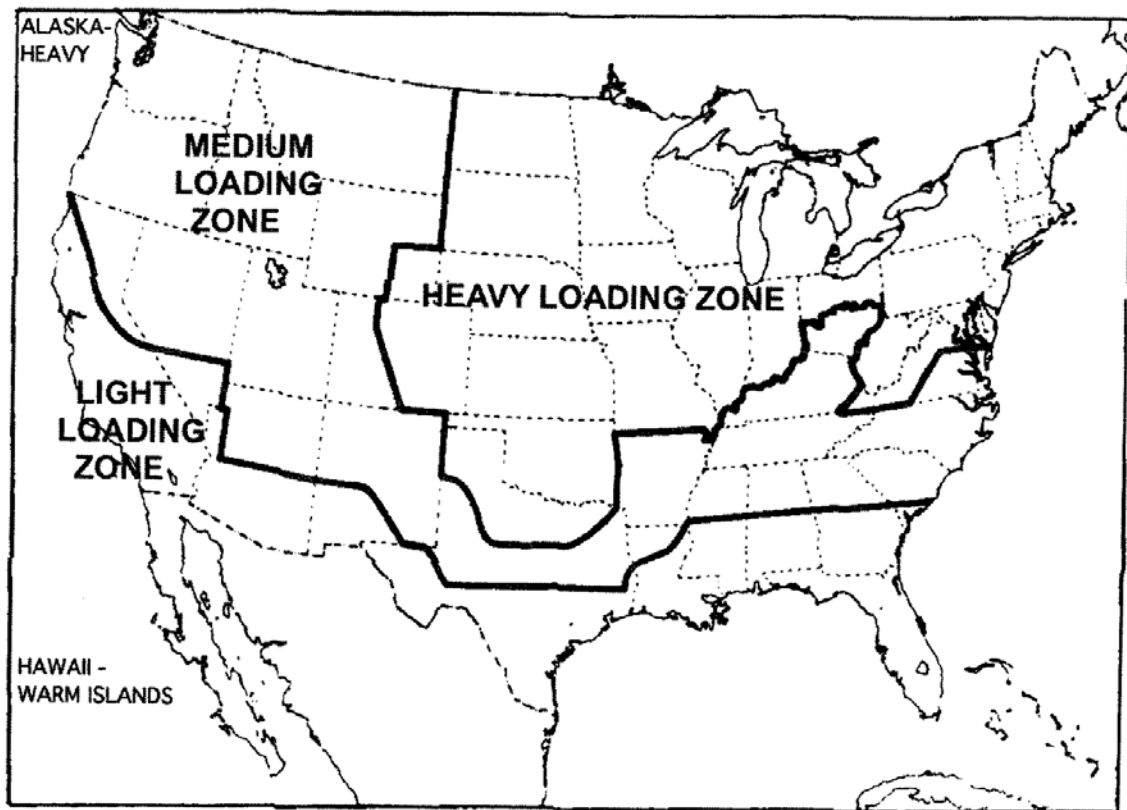 ALASKA-
HEAVY
MEDIUM
LOADING
ZONE
HEAVY LOADING ZONE
LIGHT
LOADING
ZONE
HAWAII -
WARM ISLANDS